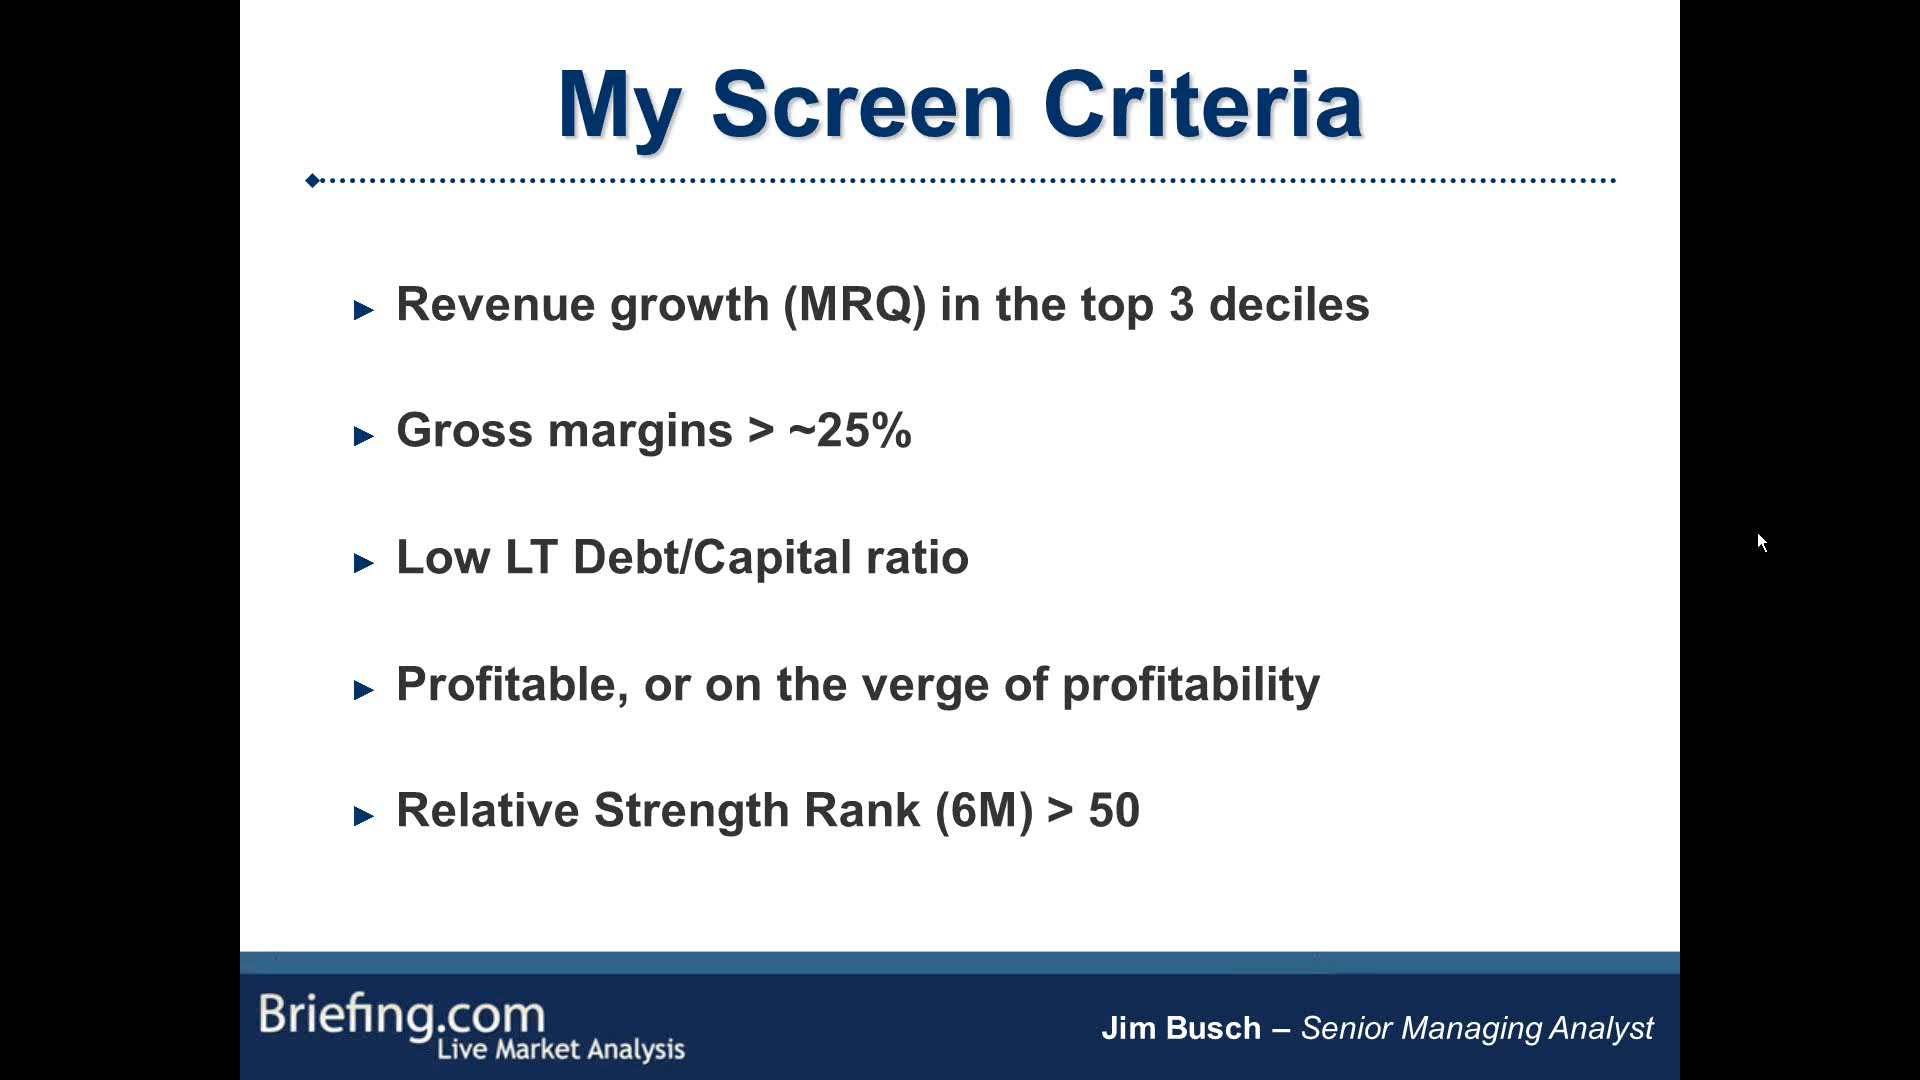 My Screen Criteria
Revenue growth (MRQ) in the top 3 deciles
Gross margins > ~25%
Low LT Debt/Capital ratio
Profitable, or on the verge of profitability
Relative Strength Rank (6M) > 50
Briefing.com
Live Market Analysis
Jim Busch – Senior Managing Analyst